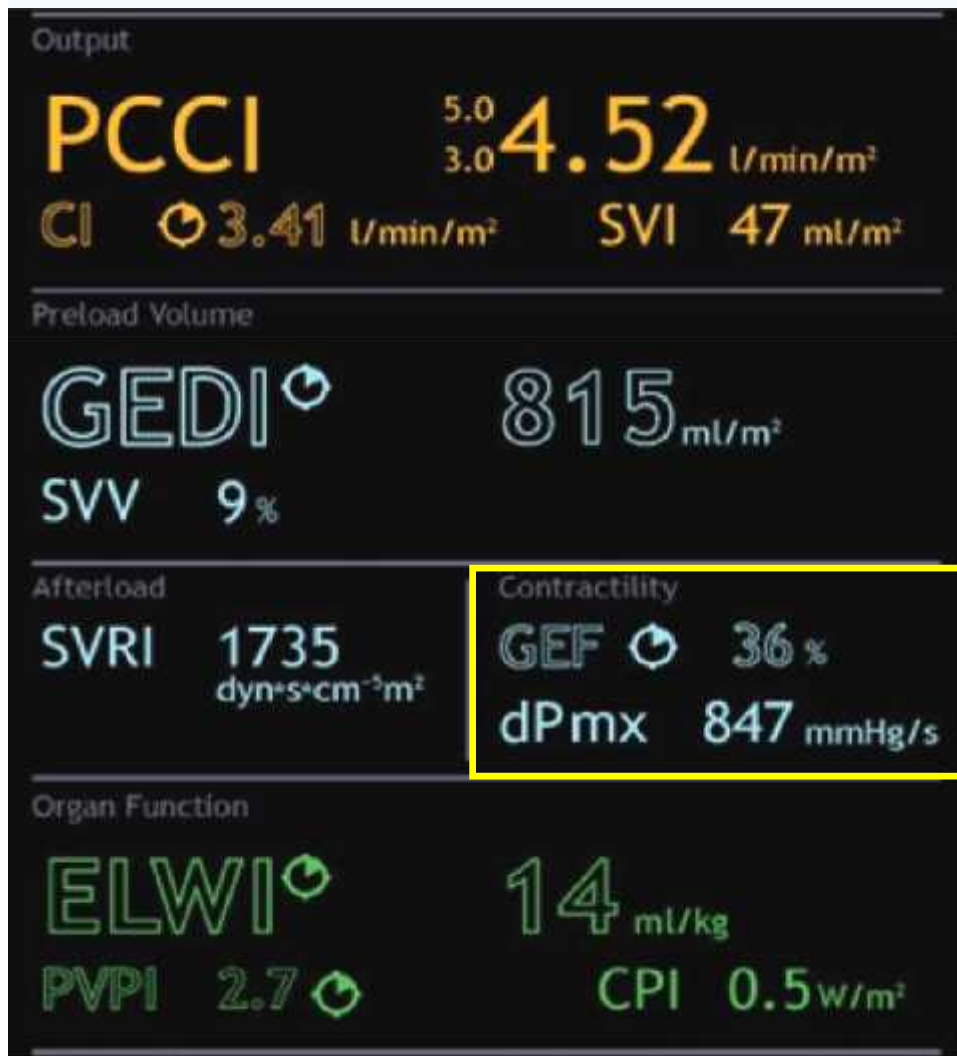 Output
PCCI 5.0 3.0 4.52 l/min/m²
CI 3.41 l/min/m² SVI 47 ml/m²
Preload Volume
GEDI 815 ml/m²
SVV 9 %
Afterload Contractility
SVRI 1735 GEF 36 %
dyn•s•cm⁻⁵m² dPmx 847 mmHg/s
Organ Function
ELWI 14 ml/kg
PVPI 2.7 CPI 0.5 W/m²